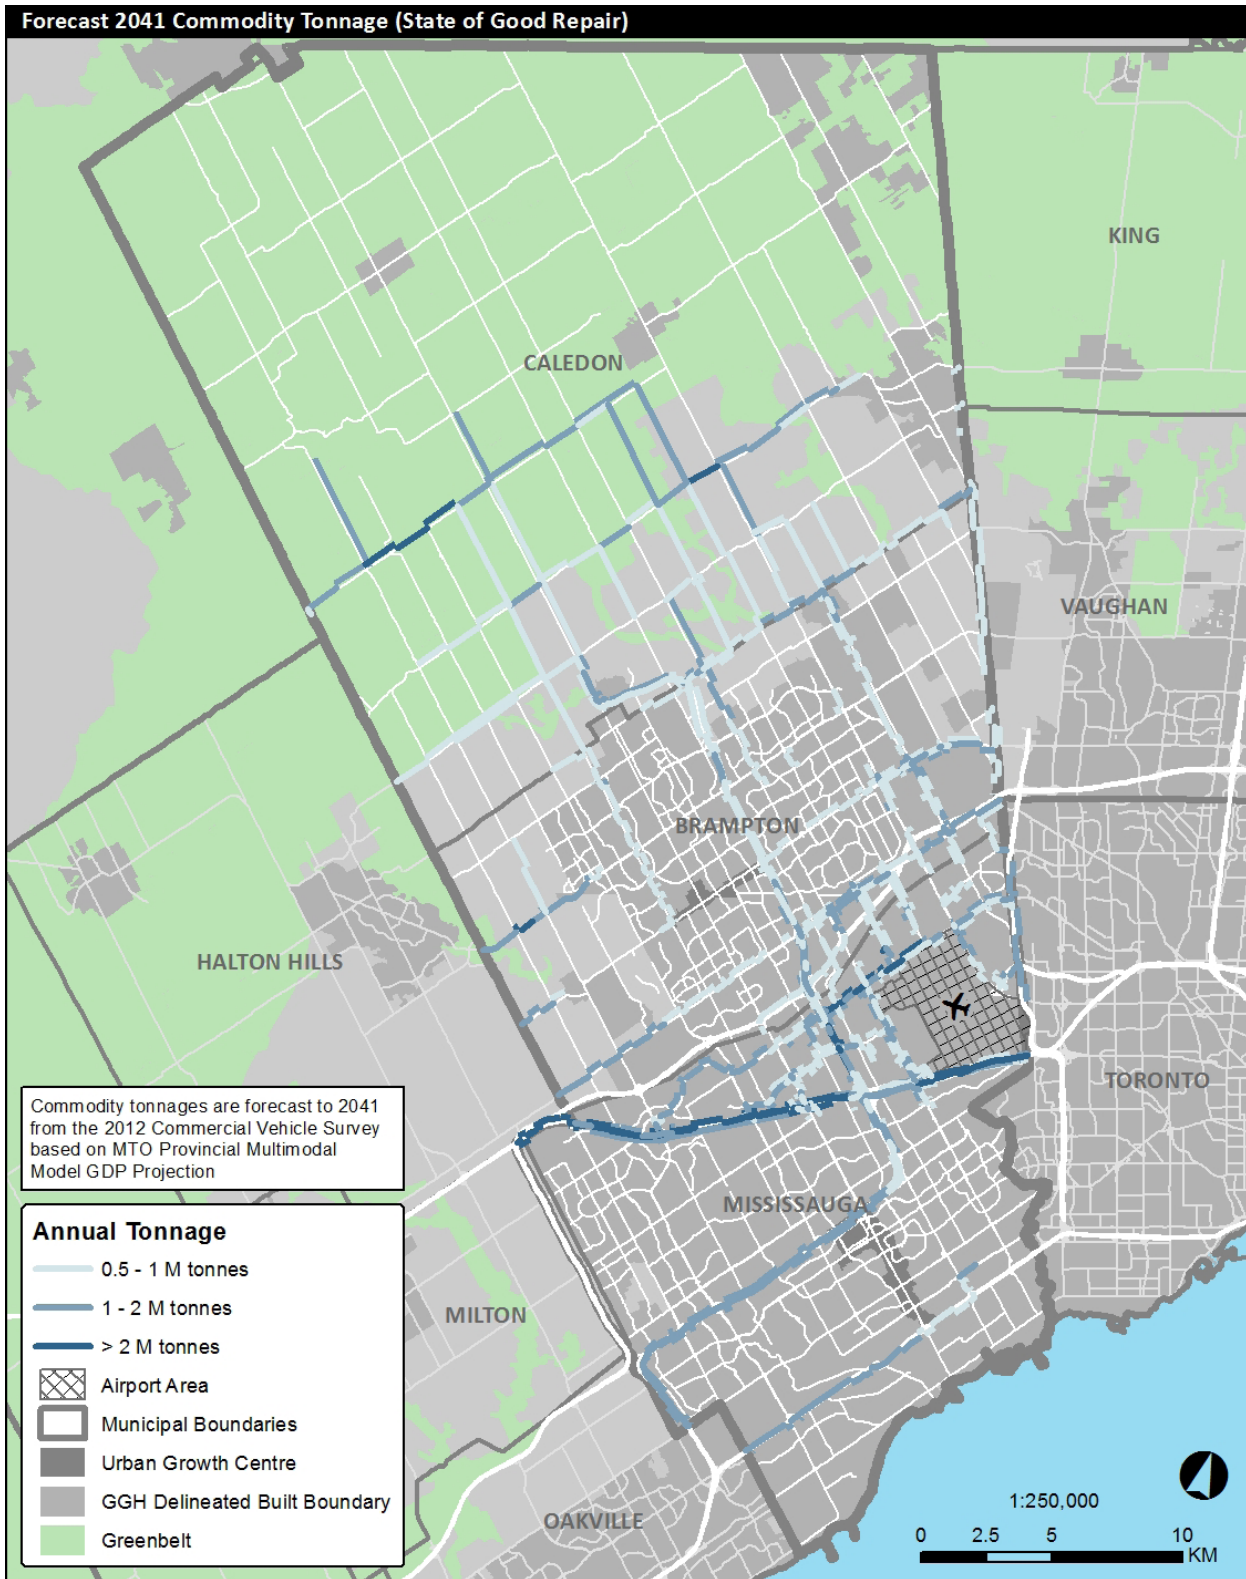 Forecast 2041 Commodity Tonnage (State of Good Repair)
KING
CALEDON
VAUGHAN
BRAMPTON
HALTON HILLS
TORONTO
Commodity tonnages are forecast to 2041
from the 2012 Commercial Vehicle Survey
based on MTO Provincial Multimodal
Model GDP Projection
MISSISSAUGA
Annual Tonnage
0.5 - 1 M tonnes
1 - 2 M tonnes
> 2 M tonnes
Airport Area
Municipal Boundaries
Urban Growth Centre
GGH Delineated Built Boundary
Greenbelt
MILTON
OAKVILLE
1:250,000
0 2.5 5 10
KM